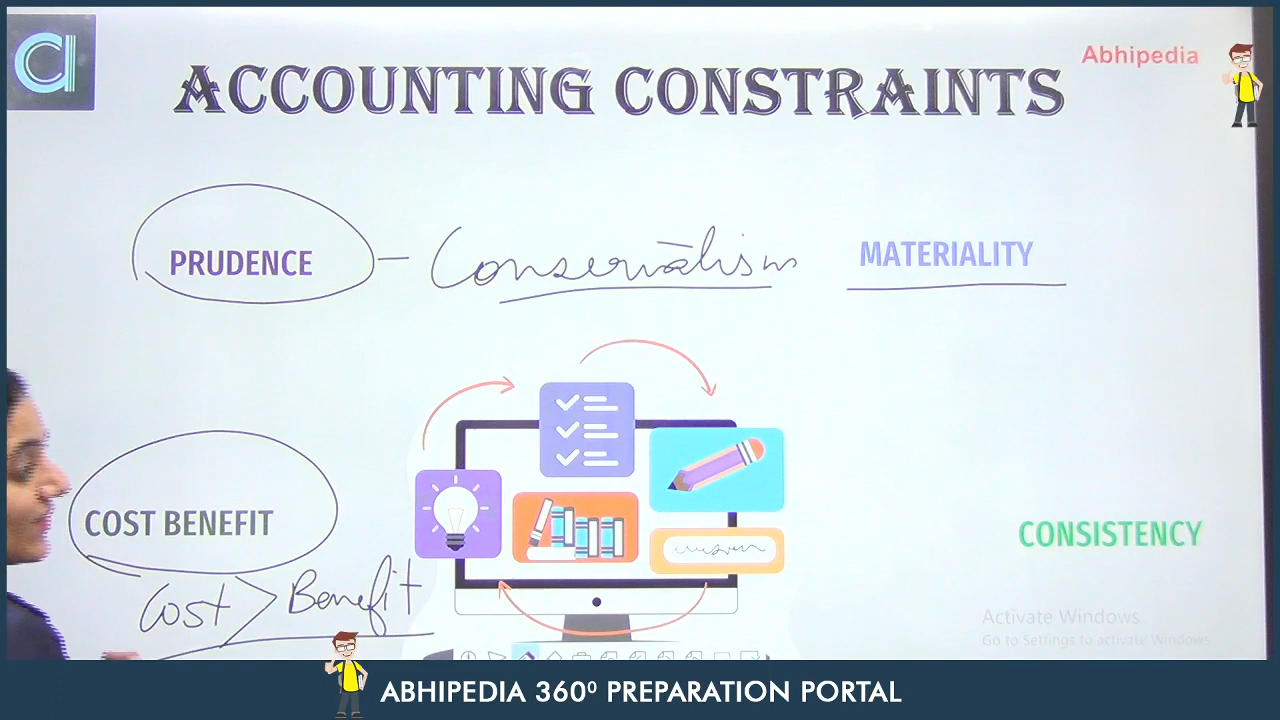 Abhipedia
ACCOUNTING CONSTRAINTS
PRUDENCE – Conservatism
MATERIALITY
COST BENEFIT
Cost > Benefit
CONSISTENCY
Activate Windows
Go to Settings to activate Windows.
ABHIPEDIA 360⁰ PREPARATION PORTAL